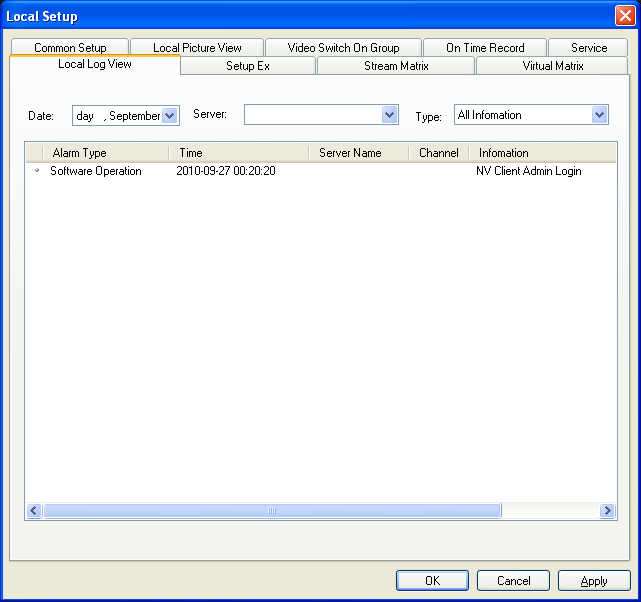 Local Setup
Common Setup Local Picture View Video Switch On Group On Time Record Service
Local Log View Setup Ex Stream Matrix Virtual Matrix
Date: day , September Server: Type: All Infomation
Alarm Type Time Server Name Channel Infomation
Software Operation 2010-09-27 00:20:20 NV Client Admin Login
OK Cancel Apply